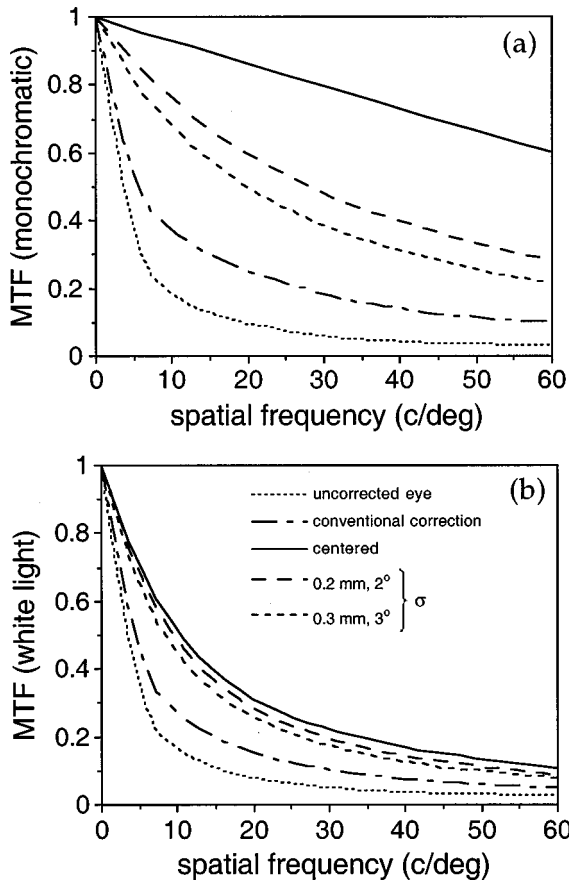 (a)
MTF (monochromatic)
1
0.8
0.6
0.4
0.2
0
0 10 20 30 40 50 60
spatial frequency (c/deg)
(b)
MTF (white light)
1
0.8
0.6
0.4
0.2
0
uncorrected eye
conventional correction
centered
0.2 mm, 2°
0.3 mm, 3°
σ
0 10 20 30 40 50 60
spatial frequency (c/deg)